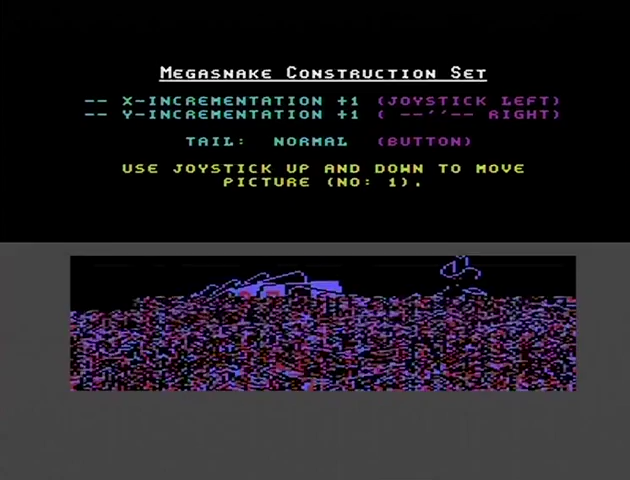 Megasnake Construction Set
-- X-INCREMENTATION +1 (JOYSTICK LEFT)
-- Y-INCREMENTATION +1 ( --''-- RIGHT)
TAIL: NORMAL (BUTTON)
USE JOYSTICK UP AND DOWN TO MOVE
PICTURE (NO: 1).